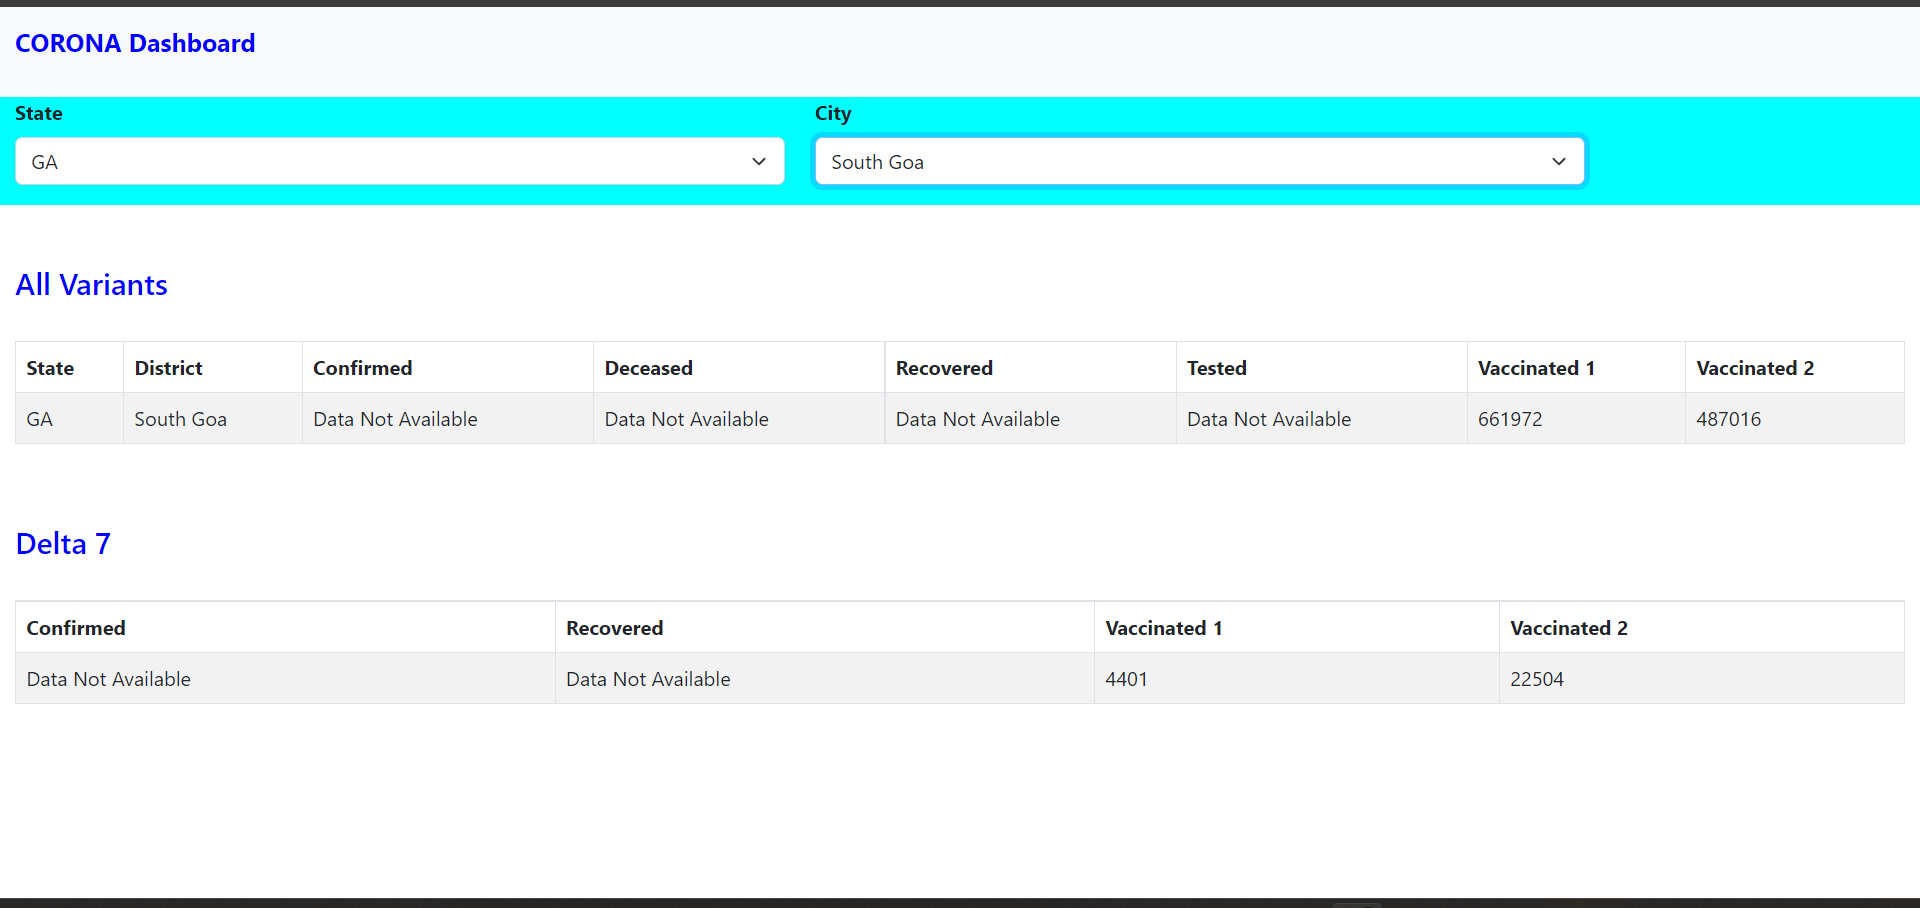 CORONA Dashboard
State City
GA South Goa
All Variants
State District Confirmed Deceased Recovered Tested Vaccinated 1 Vaccinated 2
GA South Goa Data Not Available Data Not Available Data Not Available Data Not Available 661972 487016
Delta 7
Confirmed Recovered Vaccinated 1 Vaccinated 2
Data Not Available Data Not Available 4401 22504